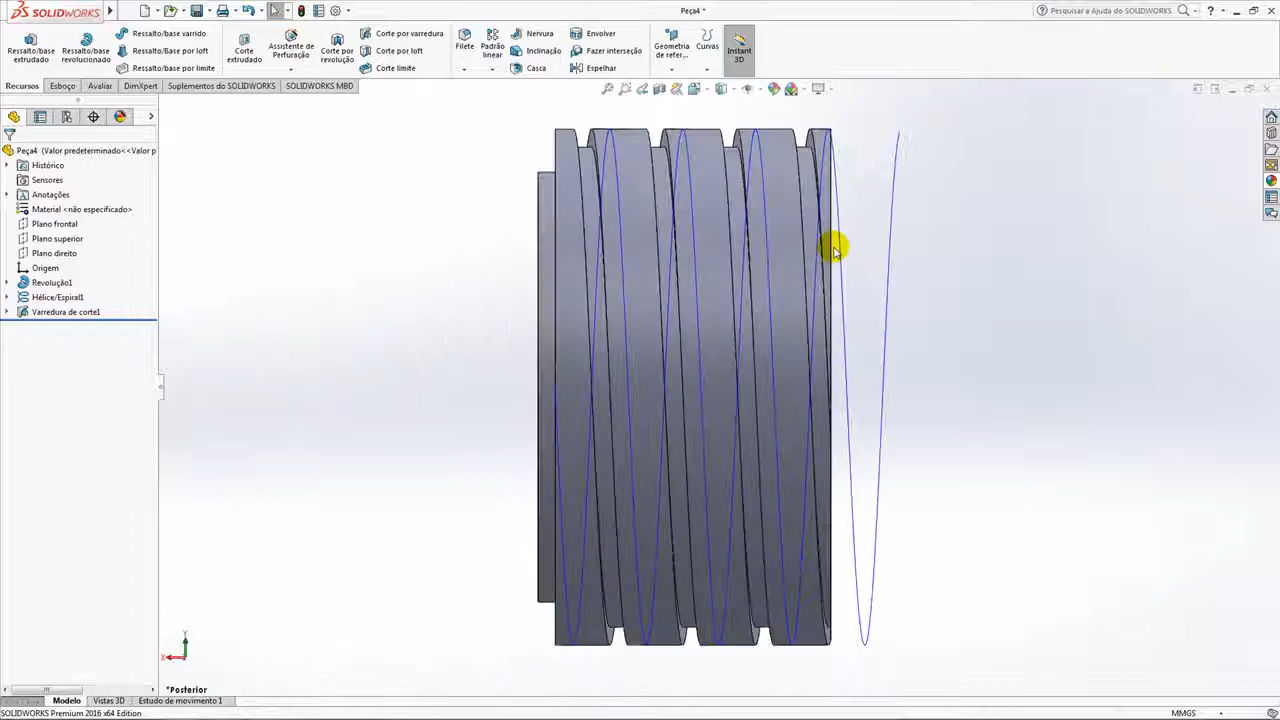 SOLIDWORKS
Peça4 *
Pesquisar a Ajuda do SOLIDWORKS
Ressalto/base extrudado
Ressalto/base revolucionado
Ressalto/base varrido
Ressalto/base por loft
Ressalto/base por limite
Corte extrudado
Assistente de Perfuração
Corte por revolução
Corte por varredura
Corte por loft
Corte limite
Filete
Padrão linear
Nervura
Inclinação
Casca
Envolver
Fazer interseção
Espelhar
Geometria de refer...
Curvas
Instant 3D
Recursos
Esboço
Avaliar
DimXpert
Suplementos do SOLIDWORKS
SOLIDWORKS MBD
Peça4 (Valor predeterminado<<Valor p
Histórico
Sensores
Anotações
Material <não especificado>
Plano frontal
Plano superior
Plano direito
Origem
Revolução1
Hélice/Espiral1
Varredura de corte1
Y
X
*Posterior
Modelo
Vistas 3D
Estudo de movimento 1
SOLIDWORKS Premium 2016 x64 Edition
MMGS